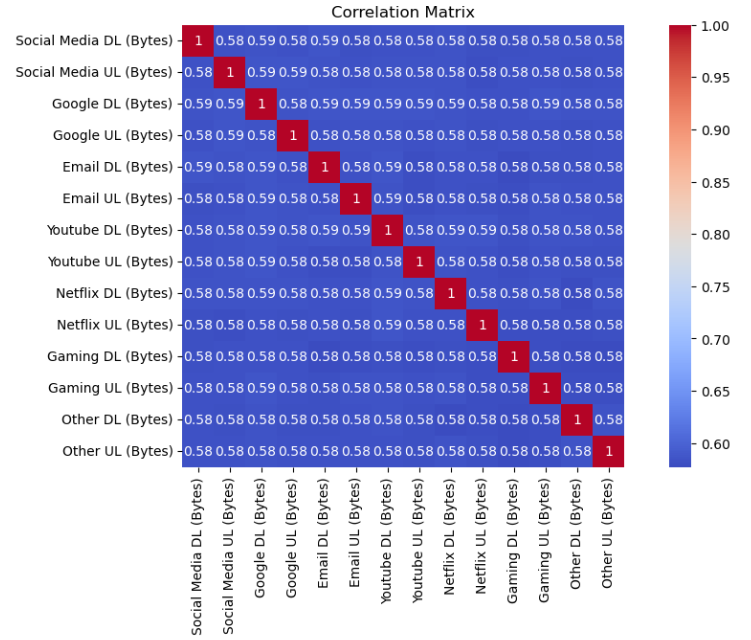 Correlation Matrix
Social Media DL (Bytes) 1 0.58 0.59 0.58 0.59 0.58 0.58 0.58 0.58 0.58 0.58 0.58 0.58 0.58
Social Media UL (Bytes) 0.58 1 0.59 0.59 0.58 0.58 0.58 0.58 0.58 0.58 0.58 0.58 0.58 0.58
Google DL (Bytes) 0.59 0.59 1 0.58 0.59 0.59 0.59 0.59 0.58 0.58 0.59 0.58 0.58 0.58
Google UL (Bytes) 0.58 0.59 0.58 1 0.58 0.58 0.58 0.58 0.58 0.58 0.58 0.58 0.58 0.58
Email DL (Bytes) 0.59 0.58 0.59 0.58 1 0.58 0.59 0.58 0.58 0.58 0.58 0.58 0.58 0.58
Email UL (Bytes) 0.58 0.58 0.59 0.58 0.58 1 0.59 0.58 0.58 0.58 0.58 0.58 0.58 0.58
Youtube DL (Bytes) 0.58 0.58 0.59 0.58 0.59 0.59 1 0.58 0.59 0.59 0.58 0.58 0.58 0.58
Youtube UL (Bytes) 0.58 0.58 0.59 0.58 0.58 0.58 0.58 1 0.58 0.58 0.58 0.58 0.58 0.58
Netflix DL (Bytes) 0.58 0.58 0.59 0.58 0.58 0.58 0.59 0.58 1 0.58 0.58 0.58 0.58 0.58
Netflix UL (Bytes) 0.58 0.58 0.58 0.58 0.58 0.58 0.59 0.58 0.58 1 0.58 0.58 0.58 0.58
Gaming DL (Bytes) 0.58 0.58 0.58 0.58 0.58 0.58 0.58 0.58 0.58 0.58 1 0.58 0.58 0.58
Gaming UL (Bytes) 0.58 0.58 0.59 0.58 0.58 0.58 0.58 0.58 0.58 0.58 0.58 1 0.58 0.58
Other DL (Bytes) 0.58 0.58 0.58 0.58 0.58 0.58 0.58 0.58 0.58 0.58 0.58 0.58 1 0.58
Other UL (Bytes) 0.58 0.58 0.58 0.58 0.58 0.58 0.58 0.58 0.58 0.58 0.58 0.58 0.58 1
Social Media DL (Bytes)
Social Media UL (Bytes)
Google DL (Bytes)
Google UL (Bytes)
Email DL (Bytes)
Email UL (Bytes)
Youtube DL (Bytes)
Youtube UL (Bytes)
Netflix DL (Bytes)
Netflix UL (Bytes)
Gaming DL (Bytes)
Gaming UL (Bytes)
Other DL (Bytes)
Other UL (Bytes)
1.00
0.95
0.90
0.85
0.80
0.75
0.70
0.65
0.60